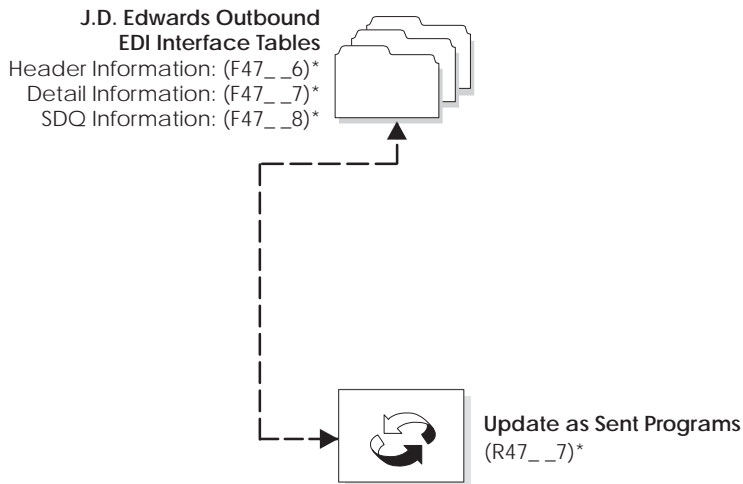 J.D. Edwards Outbound
EDI Interface Tables
Header Information: (F47_ _6)*
Detail Information: (F47_ _7)*
SDQ Information: (F47_ _8)*
Update as Sent Programs
(R47_ _7)*